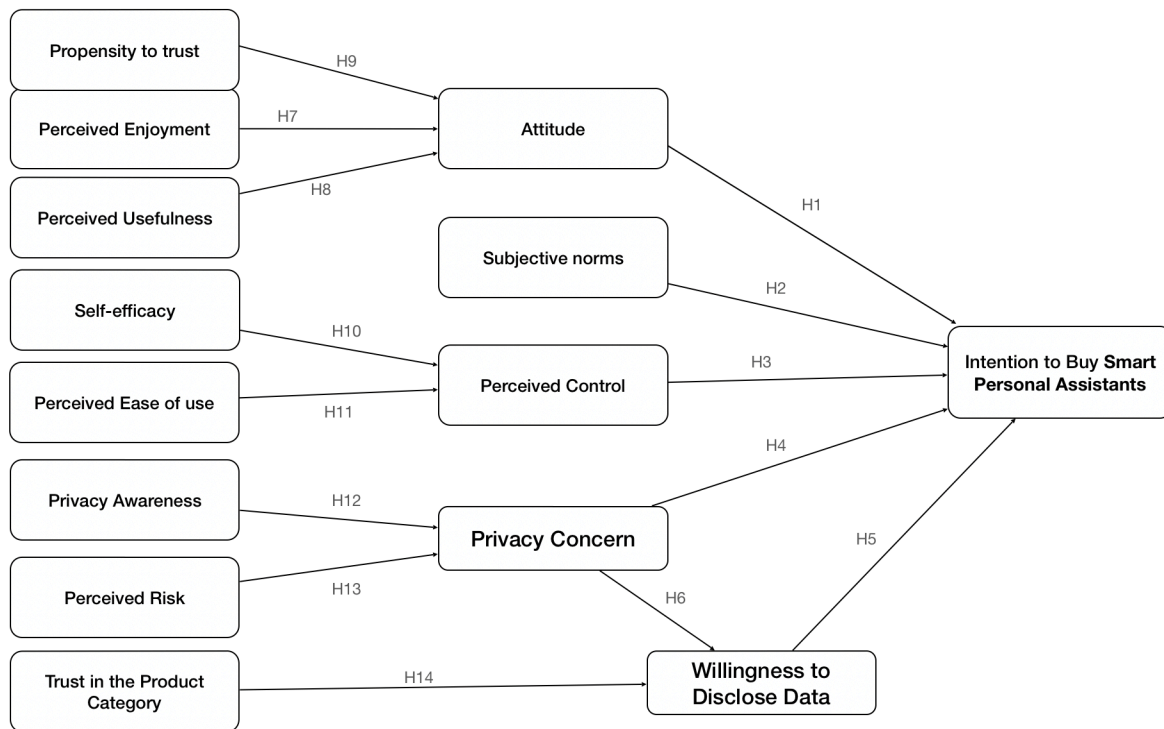 Propensity to trust
H9
Perceived Enjoyment
H7
Attitude
Perceived Usefulness
H8
H1
Subjective norms
H2
Self-efficacy
H10
Perceived Control
H3
Intention to Buy Smart
Personal Assistants
Perceived Ease of use
H11
H4
Privacy Awareness
H12
Privacy Concern
H5
Perceived Risk
H13
H6
Trust in the Product
Category
H14
Willingness to
Disclose Data